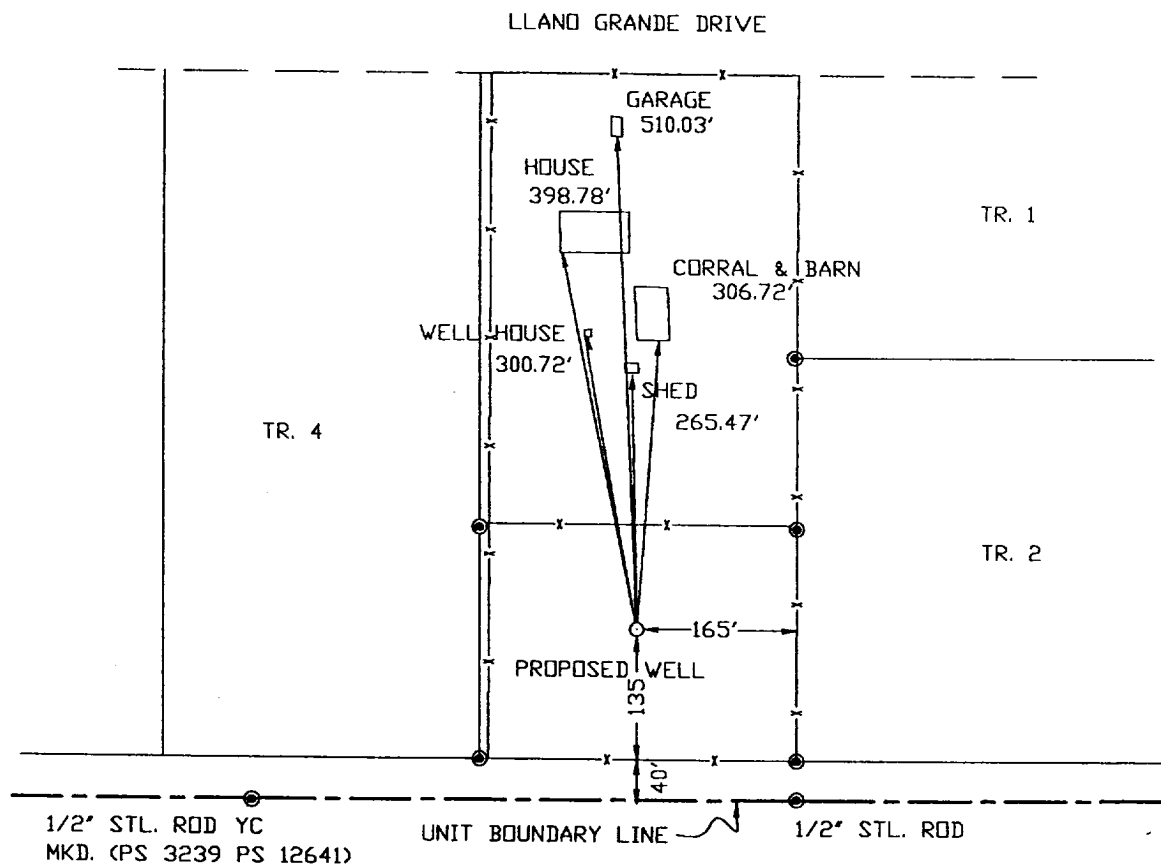 LLANO GRANDE DRIVE
GARAGE
510.03'
HOUSE
398.78'
TR. 1
CORRAL & BARN
306.72'
WELL HOUSE
300.72'
SHED
265.47'
TR. 4
TR. 2
165'
PROPOSED WELL
135
40'
1/2" STL. ROD YC
MKD. (PS 3239 PS 12641)
UNIT BOUNDARY LINE
1/2" STL. ROD